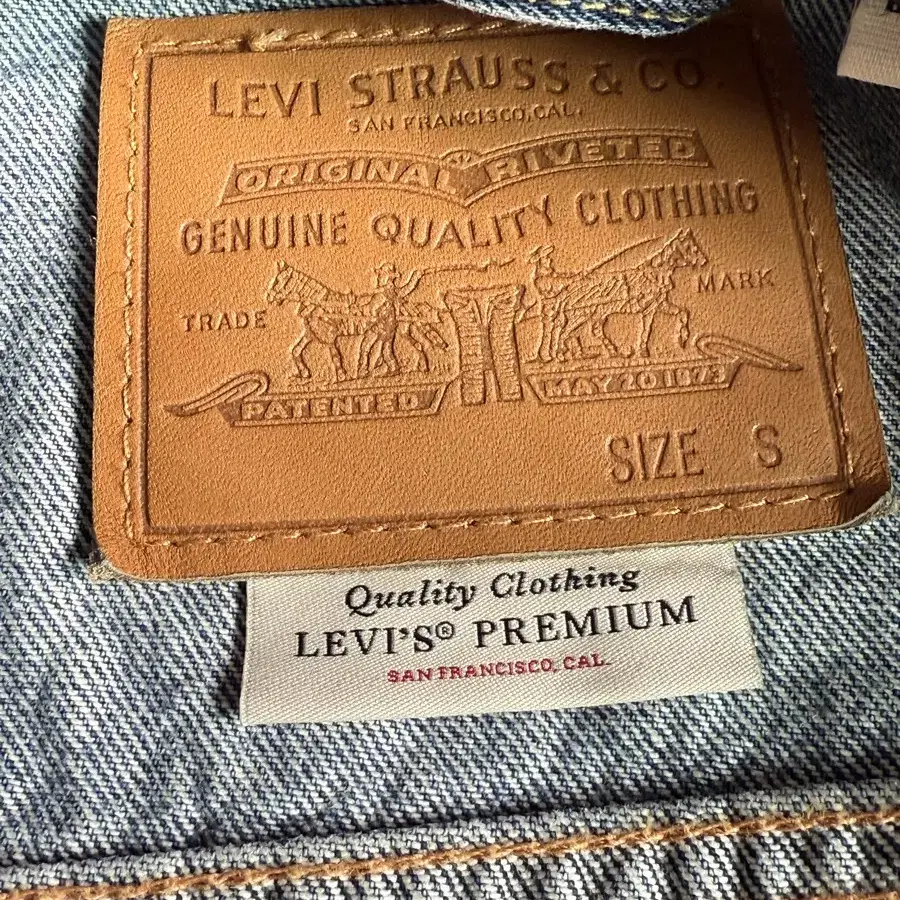 LEVI STRAUSS & CO.
SAN FRANCISCO, CAL.
ORIGINAL RIVETED
GENUINE QUALITY CLOTHING
TRADE MARK
PATENTED MAY 20 1873
SIZE S
Quality Clothing
LEVI'S® PREMIUM
SAN FRANCISCO, CAL.